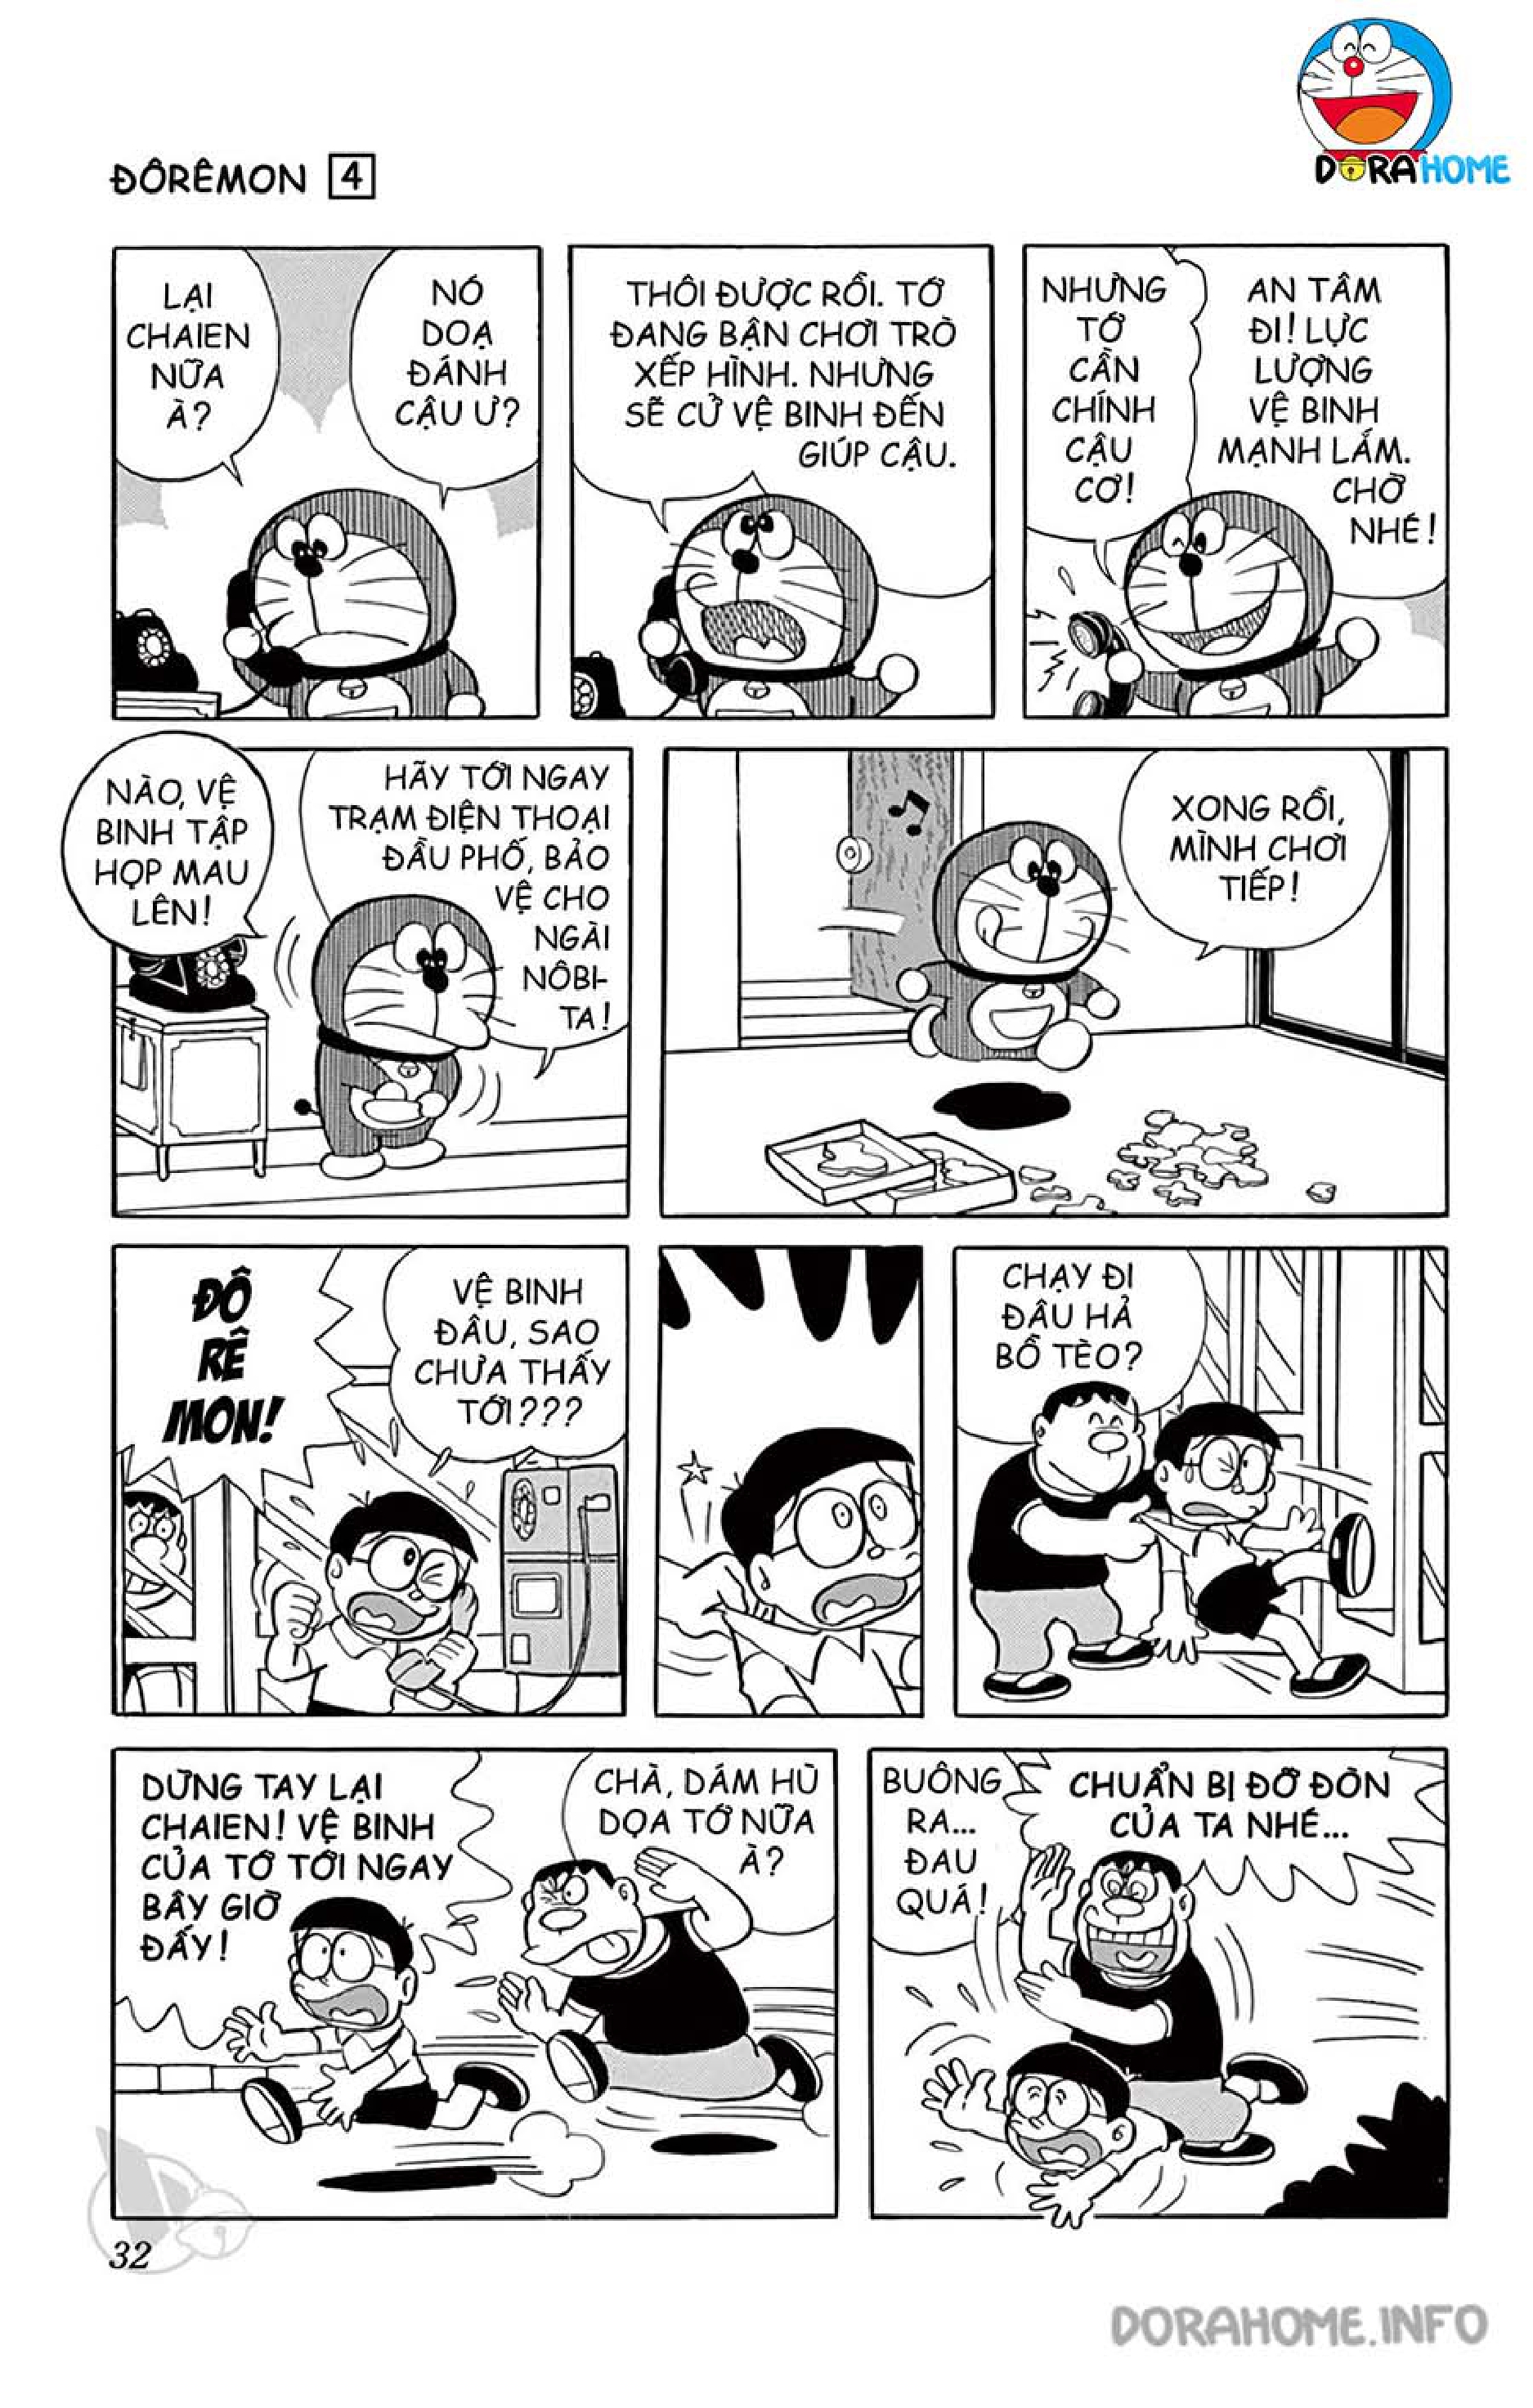 DORAHOME
ĐÔRÊMON 4
LẠI
CHAIEN
NỮA
À?
NÓ
DOẠ
ĐÁNH
CẬU Ư?
THÔI ĐƯỢC RỒI. TỚ
ĐANG BẬN CHƠI TRÒ
XẾP HÌNH. NHƯNG
SẼ CỬ VỆ BINH ĐẾN
GIÚP CẬU.
NHƯNG
TỚ
CẦN
CHÍNH
CẬU
CƠ!
AN TÂM
ĐI! LỰC
LƯỢNG
VỆ BINH
MẠNH LẮM.
CHỜ
NHÉ!
NÀO, VỆ
BINH TẬP
HỌP MAU
LÊN!
HÃY TỚI NGAY
TRẠM ĐIỆN THOẠI
ĐẦU PHỐ, BẢO
VỆ CHO
NGÀI
NÔBI-
TA!
XONG RỒI,
MÌNH CHƠI
TIẾP!
ĐÔ
RÊ
MON!
VỆ BINH
ĐÂU, SAO
CHƯA THẤY
TỚI???
CHẠY ĐI
ĐÂU HẢ
BỒ TÈO?
DỪNG TAY LẠI
CHAIEN! VỆ BINH
CỦA TỚ TỚI NGAY
BÂY GIỜ
ĐẤY!
CHÀ, DÁM HÙ
DỌA TỚ NỮA
À?
BUÔNG
RA...
ĐAU
QUÁ!
CHUẨN BỊ ĐỠ ĐÒN
CỦA TA NHÉ...
32
DORAHOME.INFO